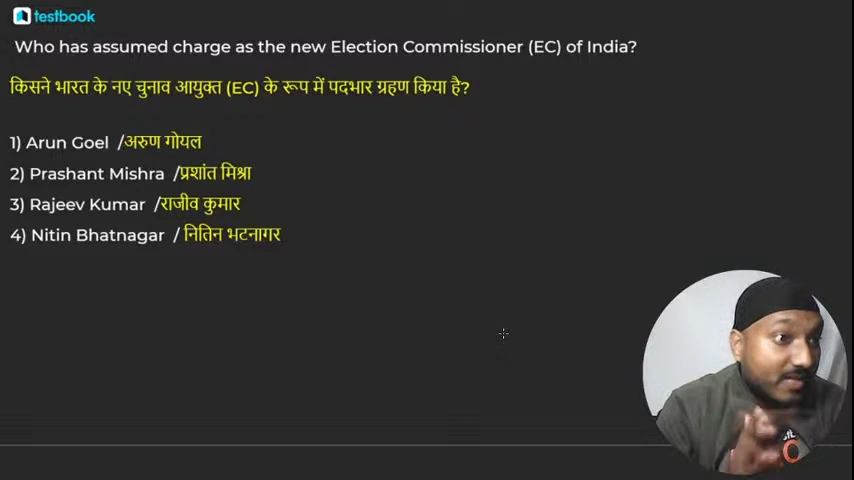 testbook
Who has assumed charge as the new Election Commissioner (EC) of India?
किसने भारत के नए चुनाव आयुक्त (EC) के रूप में पदभार ग्रहण किया है?
1) Arun Goel /अरुण गोयल
2) Prashant Mishra /प्रशांत मिश्रा
3) Rajeev Kumar /राजीव कुमार
4) Nitin Bhatnagar / नितिन भटनागर